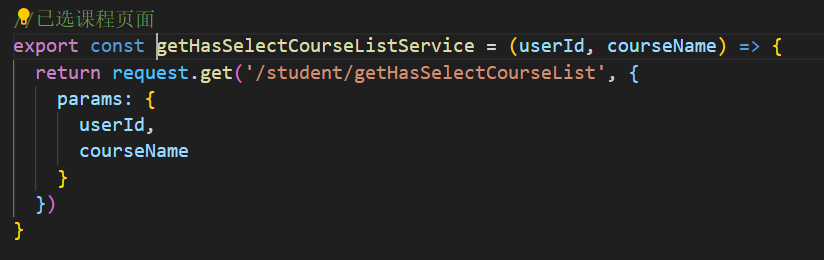 //已选课程页面
export const getHasSelectCourseListService = (userId, courseName) => {
  return request.get('/student/getHasSelectCourseList', {
    params: {
      userId,
      courseName
    }
  })
}